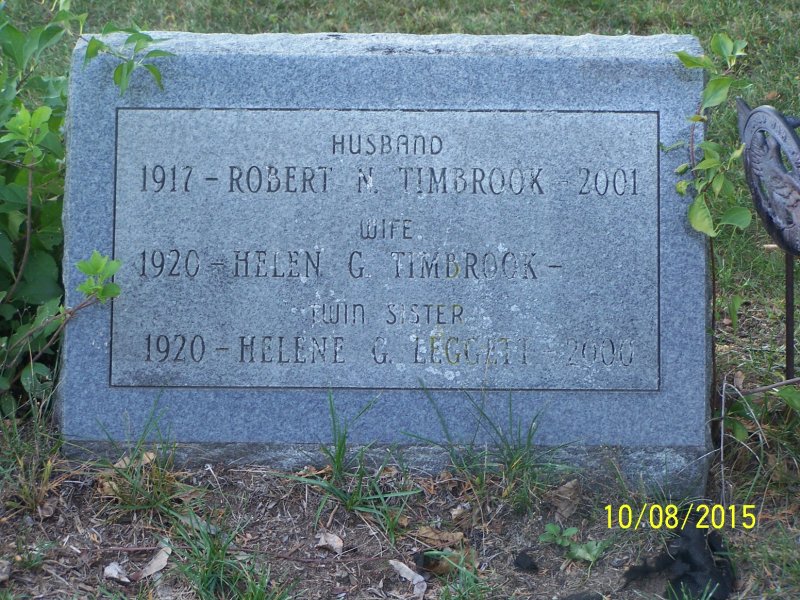 HUSBAND
1917 - ROBERT N. TIMBROOK - 2001
WIFE
1920 - HELEN G. TIMBROOK -
TWIN SISTER
1920 - HELENE G. LEGGETT - 2000
10/08/2015